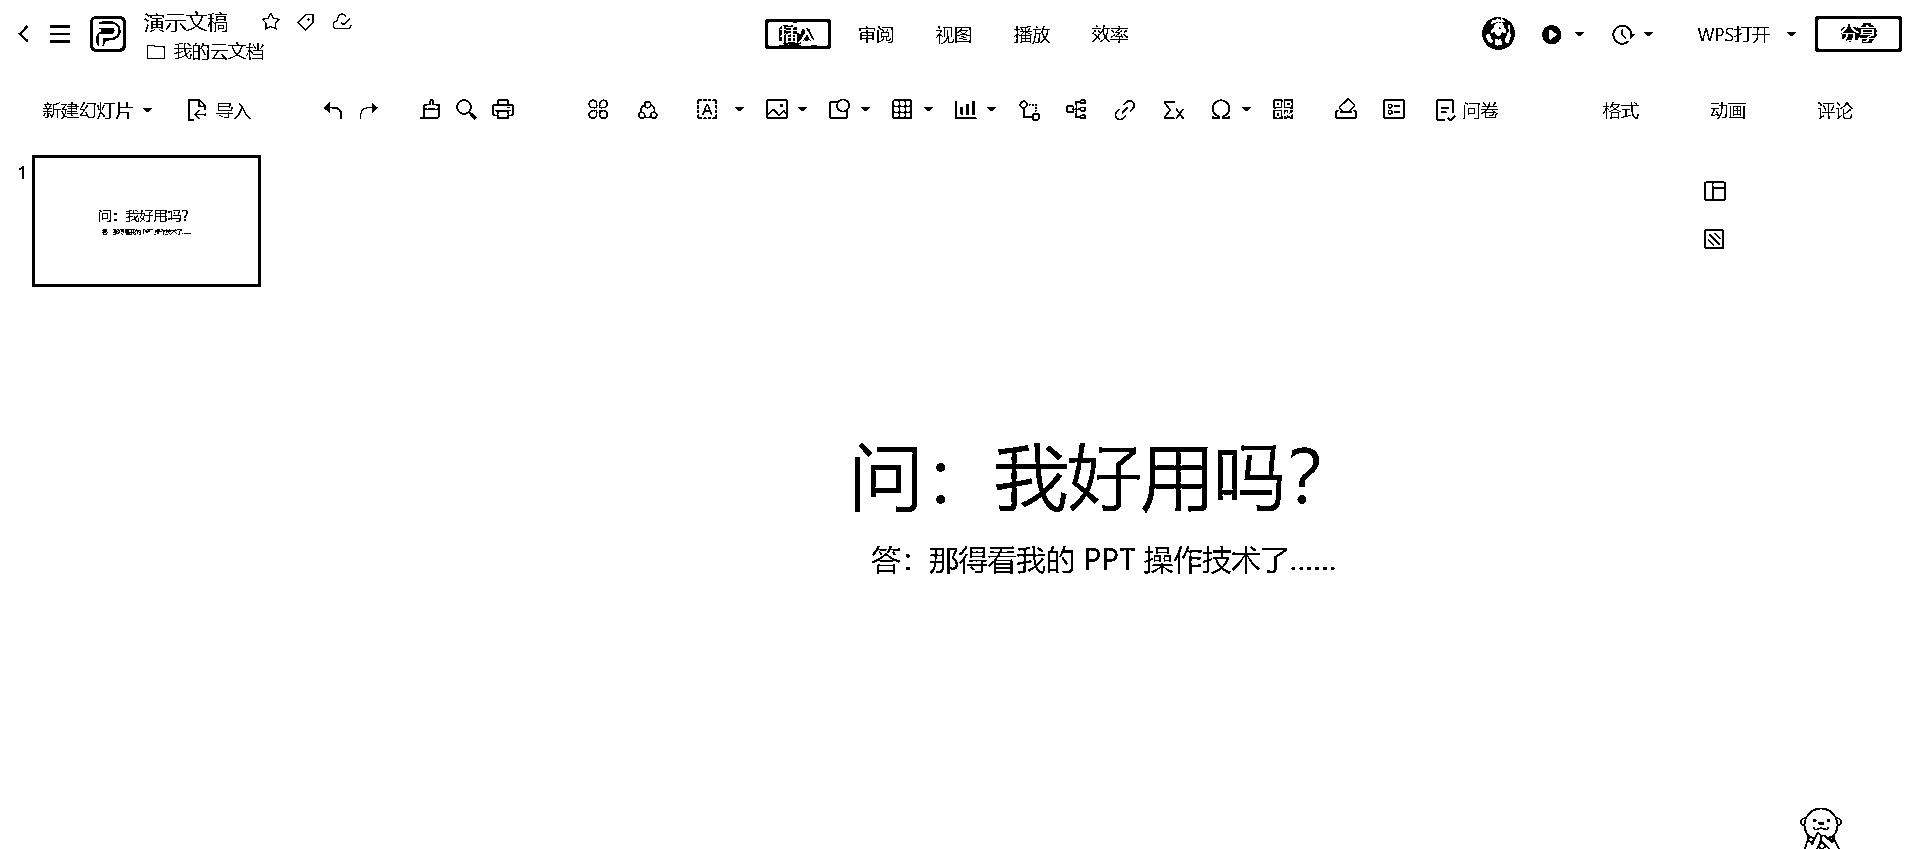 演示文稿
我的云文档
插入 审阅 视图 播放 效率
WPS打开
分享
新建幻灯片 导入
问卷
格式 动画 评论
1
问：我好用吗？
答：那得看我的 PPT 操作技术了……
问：我好用吗？
答：那得看我的 PPT 操作技术了……